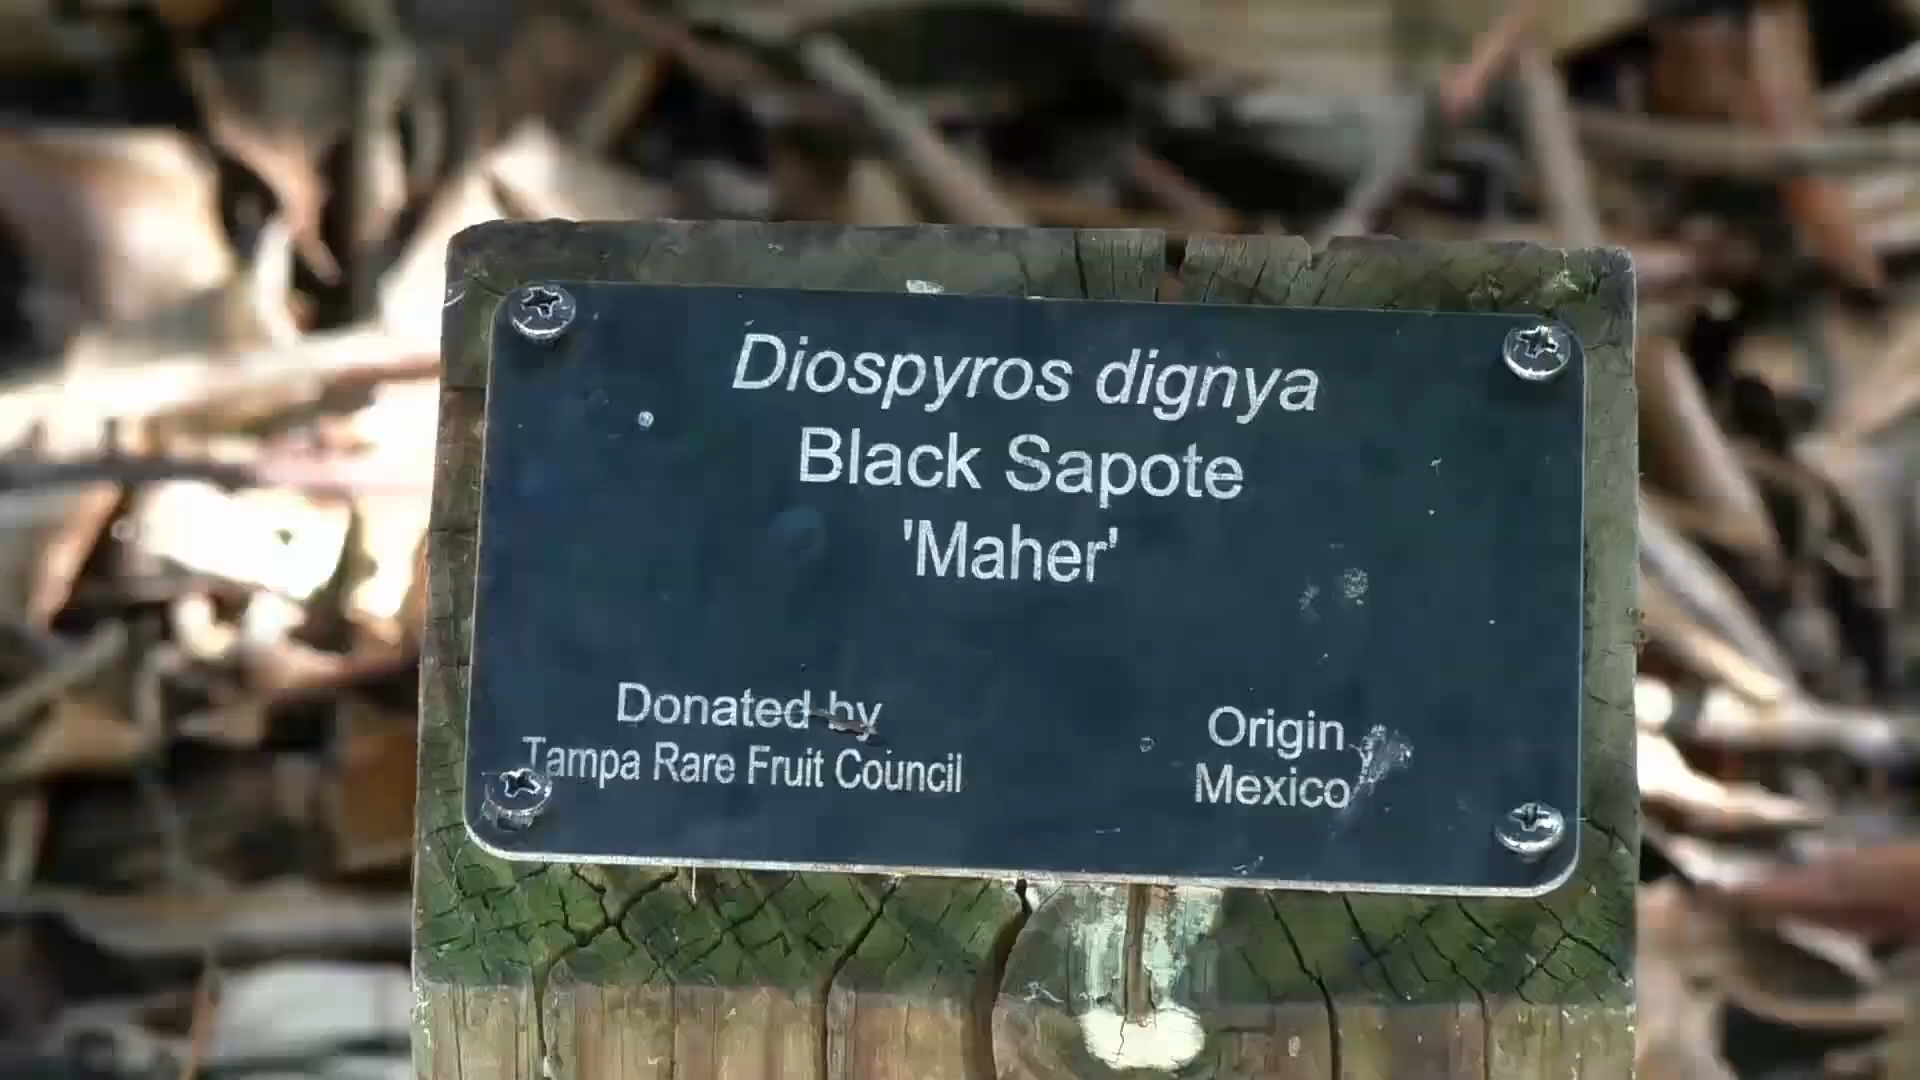 Diospyros dignya
Black Sapote
'Maher'
Donated by
Tampa Rare Fruit Council
Origin
Mexico